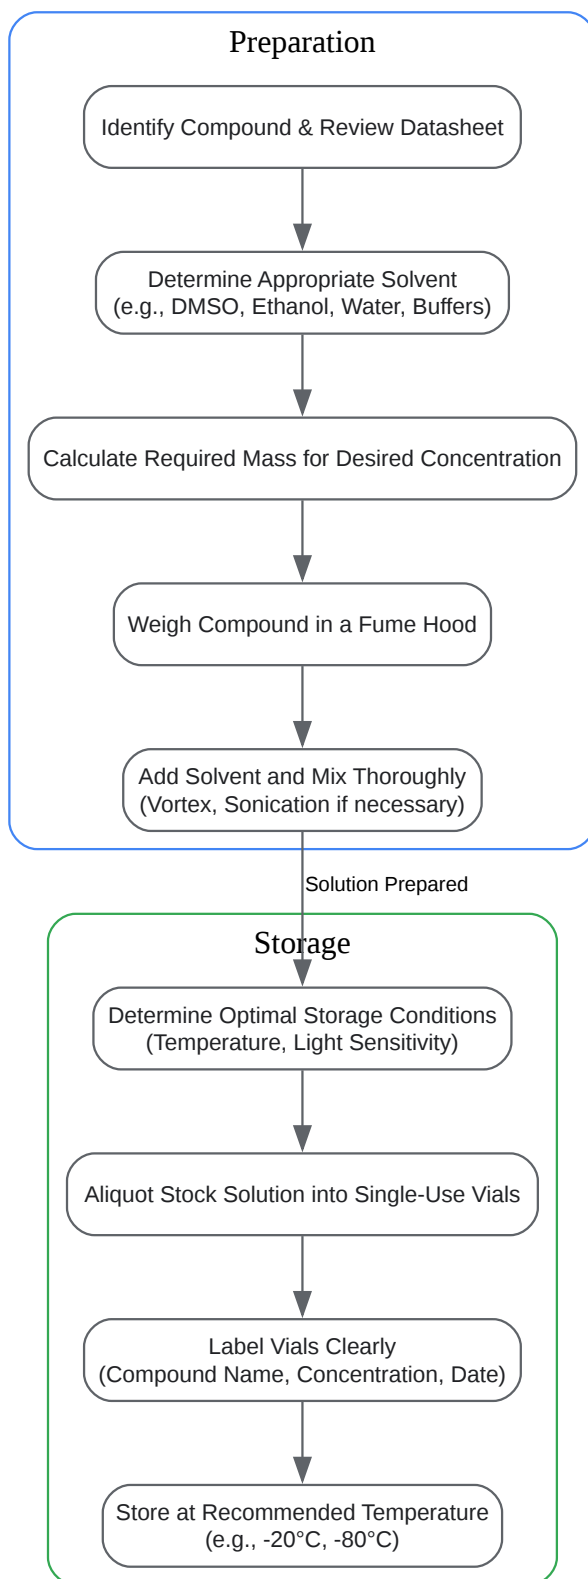 Preparation
Identify Compound & Review Datasheet
Determine Appropriate Solvent
(e.g., DMSO, Ethanol, Water, Buffers)
Calculate Required Mass for Desired Concentration
Weigh Compound in a Fume Hood
Add Solvent and Mix Thoroughly
(Vortex, Sonication if necessary)
Solution Prepared
Storage
Determine Optimal Storage Conditions
(Temperature, Light Sensitivity)
Aliquot Stock Solution into Single-Use Vials
Label Vials Clearly
(Compound Name, Concentration, Date)
Store at Recommended Temperature
(e.g., -20°C, -80°C)